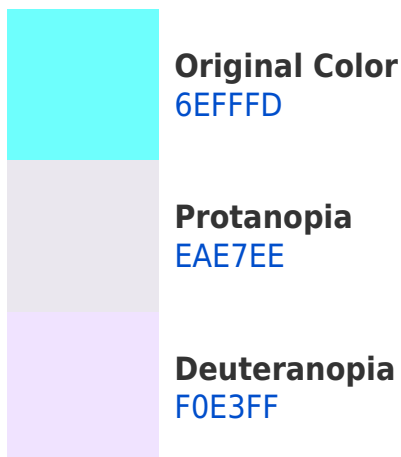 Original Color
6EFFFD
Protanopia
EAE7EE
Deuteranopia
F0E3FF